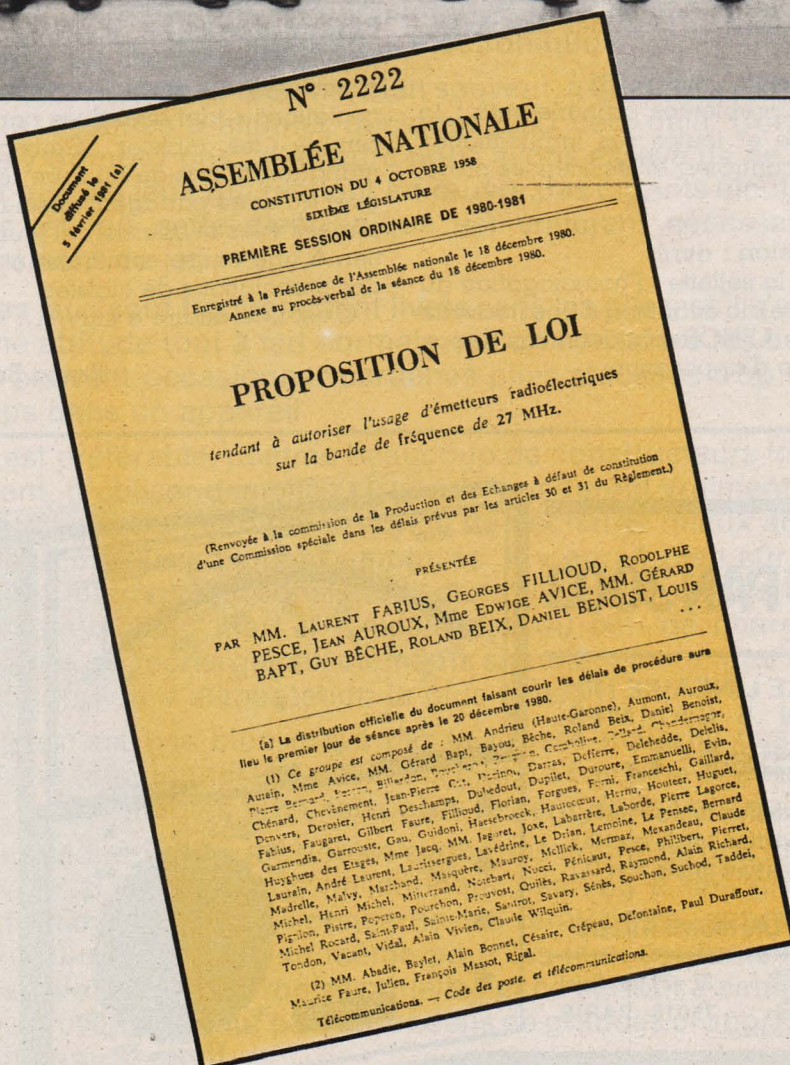 N° 2222
Document
diffusé le
5 février 1981 (a)
ASSEMBLÉE NATIONALE
CONSTITUTION DU 4 OCTOBRE 1958
SIXIÈME LÉGISLATURE
PREMIÈRE SESSION ORDINAIRE DE 1980-1981
Enregistré à la Présidence de l'Assemblée nationale le 18 décembre 1980.
Annexe au procès-verbal de la séance du 18 décembre 1980.
PROPOSITION DE LOI
tendant à autoriser l'usage d'émetteurs radioélectriques
sur la bande de fréquence de 27 MHz.
(Renvoyée à la commission de la Production et des Echanges à défaut de constitution
d'une Commission spéciale dans les délais prévus par les articles 30 et 31 du Règlement.)
PRÉSENTÉE
PAR MM. LAURENT FABIUS, GEORGES FILLIOUD, RODOLPHE
PESCE, JEAN AUROUX, Mme EDWIGE AVICE, MM. GÉRARD
BAPT, GUY BÊCHE, ROLAND BEIX, DANIEL BENOIST, LOUIS
...
(a) La distribution officielle du document faisant courir les délais de procédure aura
lieu le premier jour de séance après le 20 décembre 1980.
(1) Ce groupe est composé de : MM. Andrieu (Haute-Garonne), Aumont, Auroux,
Autain, Mme Avice, MM. Gérard Bapt, Bayou, Bêche, Roland Beix, Daniel Benoist,
Pierre Bernard, Billardon, Chandernagor,
Chénard, Chevènement, Jean-Pierre Cot, Darinot, Darras, Defferre, Delehedde, Delelis,
Denvers, Derosier, Henri Deschamps, Dubedout, Dupilet, Duroure, Emmanuelli, Evin,
Fabius, Faugaret, Gilbert Faure, Fillioud, Florian, Forgues, Forni, Franceschi, Gaillard,
Garmendia, Garrouste, Gau, Guidoni, Haesebroeck, Hautecœur, Hernu, Houteer, Huguet,
Huyghues des Etages, Mme Jacq, MM. Jagoret, Joxe, Labarrère, Laborde, Pierre Lagorce,
Laurain, André Laurent, Laurissergues, Lavédrine, Le Drian, Lemoine, Le Pensec, Bernard
Madrelle, Malvy, Marchand, Masquère, Mauroy, Mellick, Mermaz, Mexandeau, Claude
Michel, Henri Michel, Mitterrand, Notebart, Nucci, Pénicaut, Pesce, Philibert, Pierret,
Pignion, Pistre, Poperen, Pourchon, Prouvost, Quilès, Ravassard, Raymond, Alain Richard,
Michel Rocard, Saint-Paul, Sainte-Marie, Santrot, Savary, Sénès, Souchon, Suchod, Taddei,
Tondon, Vacant, Vidal, Alain Vivien, Claude Wilquin.
(2) MM. Abadie, Baylet, Alain Bonnet, Césaire, Crépeau, Defontaine, Paul Duraffour,
Maurice Faure, Julien, François Massot, Rigal.
Télécommunications. — Code des poste. et télécommunications.